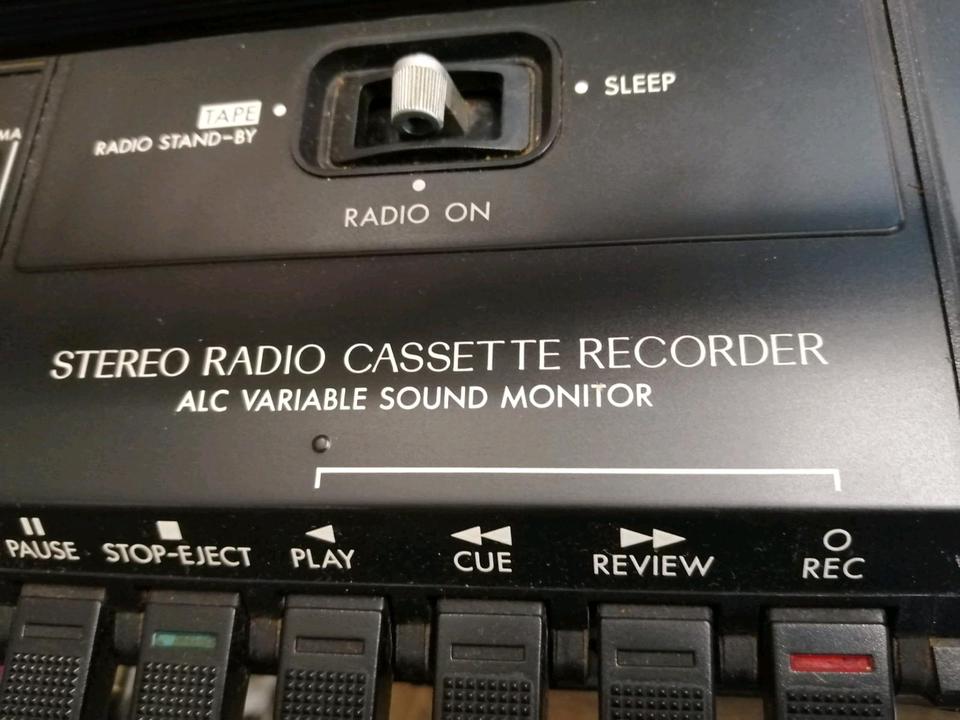 SLEEP
TAPE
RADIO STAND-BY
RADIO ON
STEREO RADIO CASSETTE RECORDER
ALC VARIABLE SOUND MONITOR
PAUSE STOP-EJECT PLAY CUE REVIEW REC